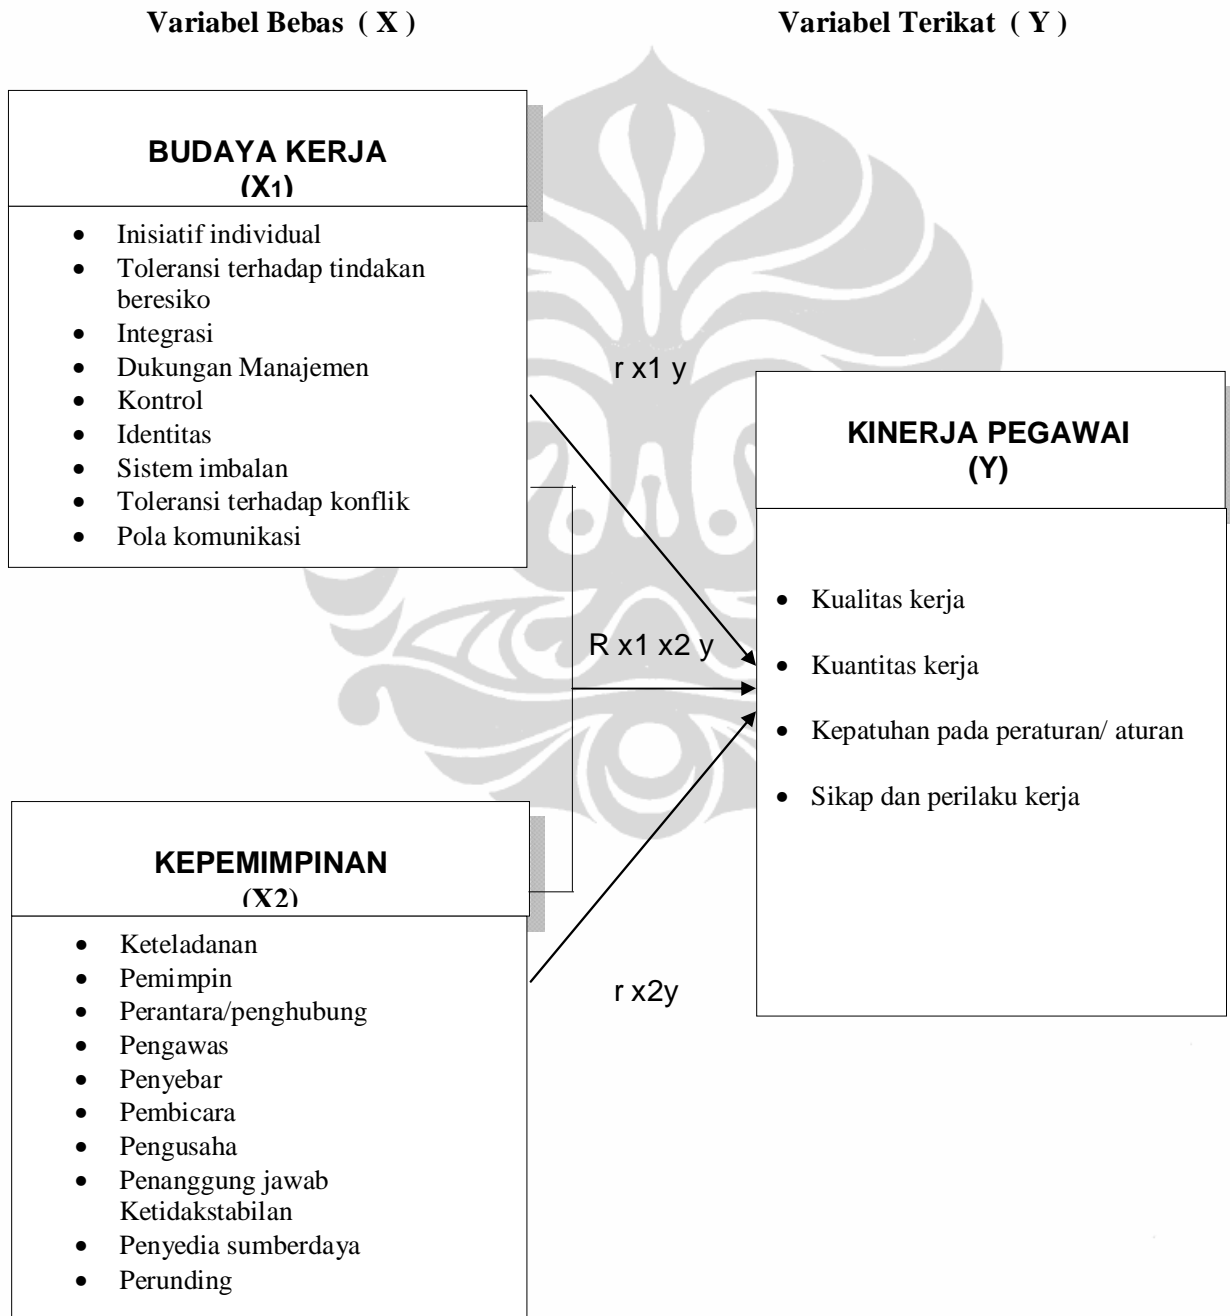 Variabel Bebas ( X )
Variabel Terikat ( Y )
BUDAYA KERJA
(X1)
• Inisiatif individual
• Toleransi terhadap tindakan
beresiko
• Integrasi
• Dukungan Manajemen
• Kontrol
• Identitas
• Sistem imbalan
• Toleransi terhadap konflik
• Pola komunikasi
r x1 y
R x1 x2 y
KINERJA PEGAWAI
(Y)
• Kualitas kerja
• Kuantitas kerja
• Kepatuhan pada peraturan/ aturan
• Sikap dan perilaku kerja
KEPEMIMPINAN
(X2)
• Keteladanan
• Pemimpin
• Perantara/penghubung
• Pengawas
• Penyebar
• Pembicara
• Pengusaha
• Penanggung jawab
Ketidakstabilan
• Penyedia sumberdaya
• Perunding
r x2y